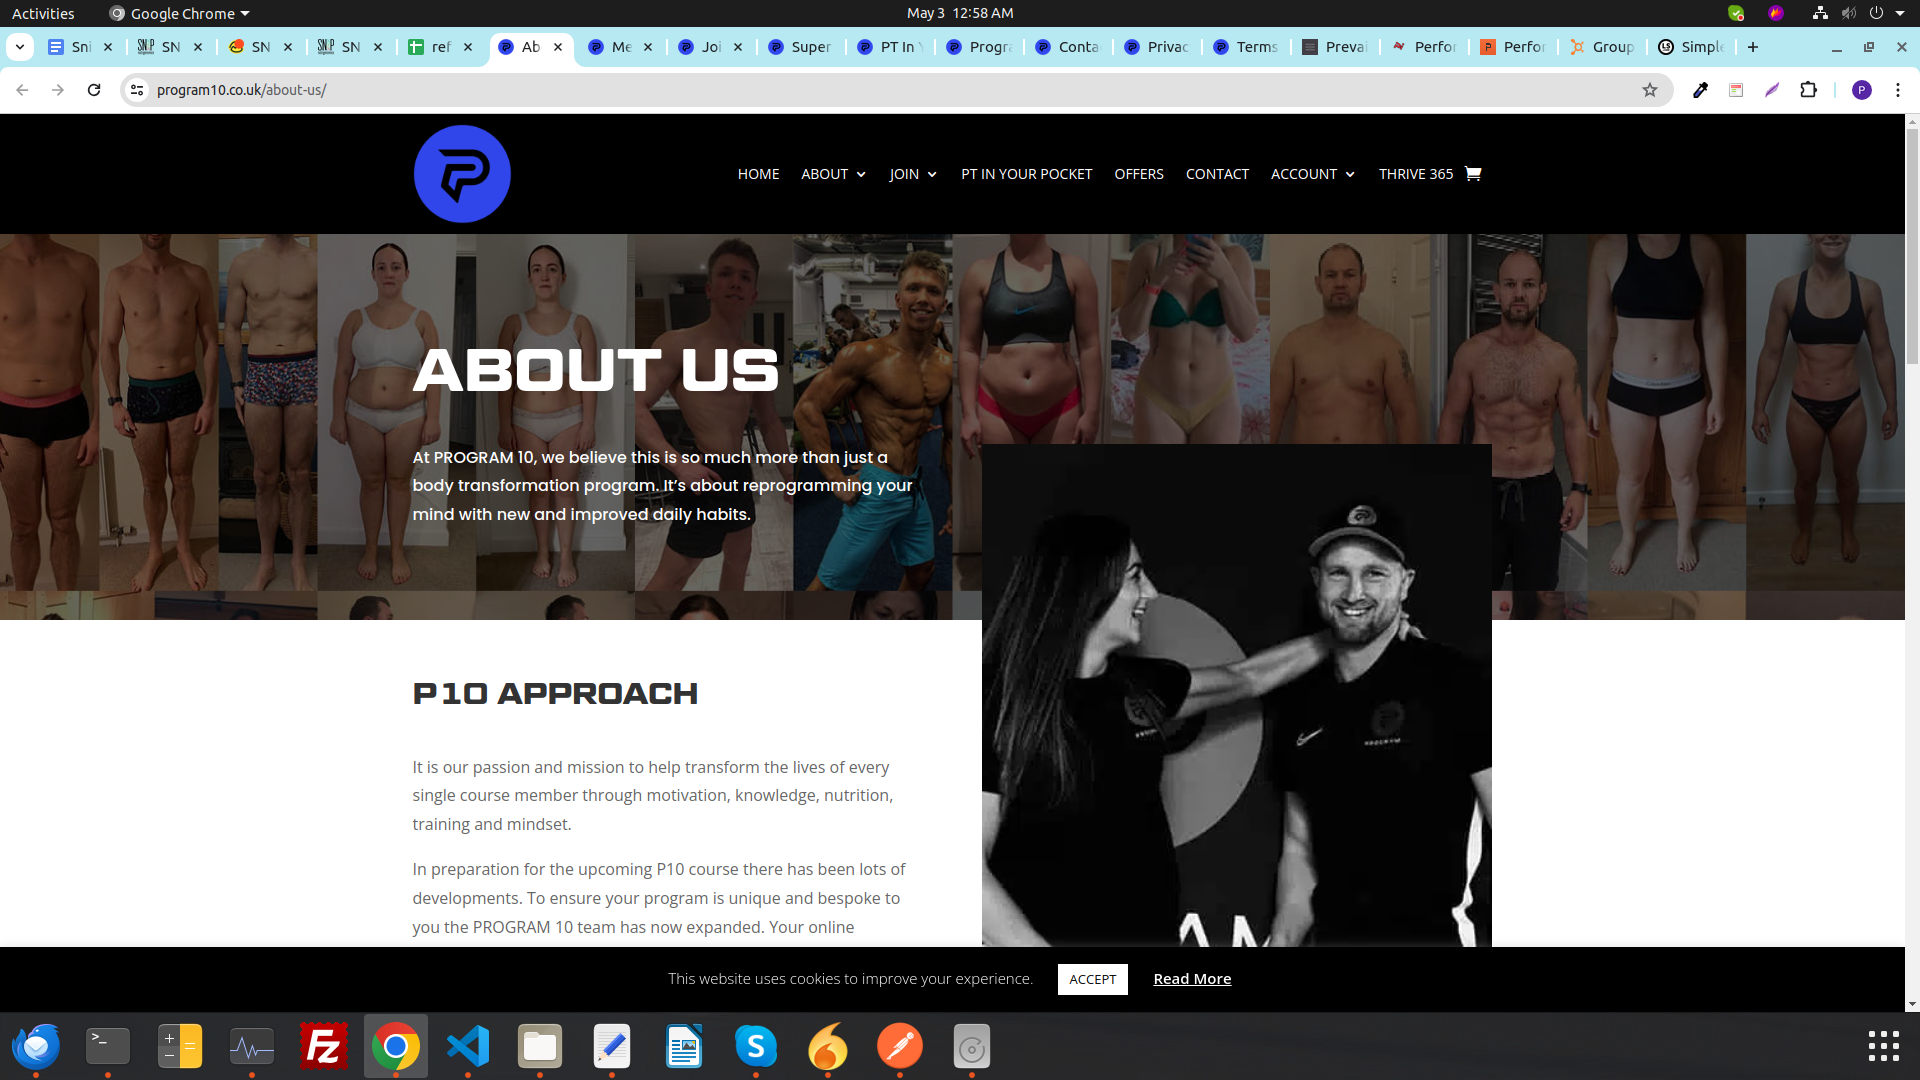 Activities
Google Chrome
May 3 12:58 AM
Sni
SN
SN
SN
ref
Ab
Me
Joi
Super
PT In
Progra
Conta
Privac
Terms
Prevai
Perfor
Perfor
Group
Simple
program10.co.uk/about-us/
P
HOME
ABOUT
JOIN
PT IN YOUR POCKET
OFFERS
CONTACT
ACCOUNT
THRIVE 365
ABOUT US
At PROGRAM 10, we believe this is so much more than just a
body transformation program. It’s about reprogramming your
mind with new and improved daily habits.
P10 APPROACH
It is our passion and mission to help transform the lives of every
single course member through motivation, knowledge, nutrition,
training and mindset.
In preparation for the upcoming P10 course there has been lots of
developments. To ensure your program is unique and bespoke to
you the PROGRAM 10 team has now expanded. Your online
This website uses cookies to improve your experience.
ACCEPT
Read More